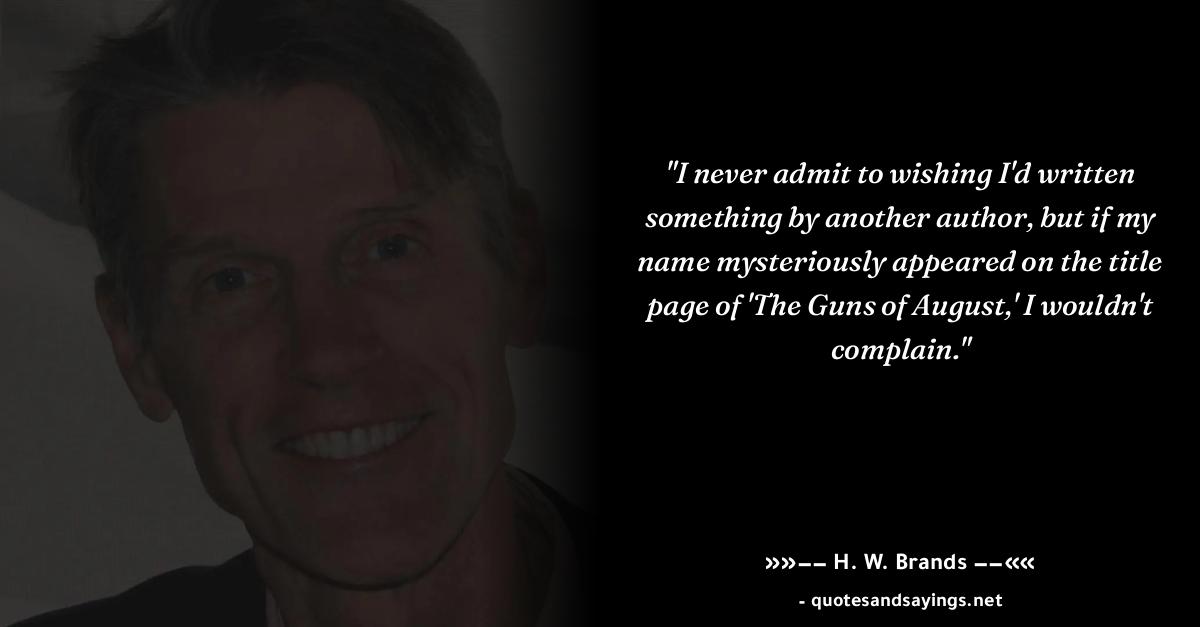 "I never admit to wishing I'd written
something by another author, but if my
name mysteriously appeared on the title
page of 'The Guns of August,' I wouldn't
complain."
»»−− H. W. Brands −−««
- quotesandsayings.net